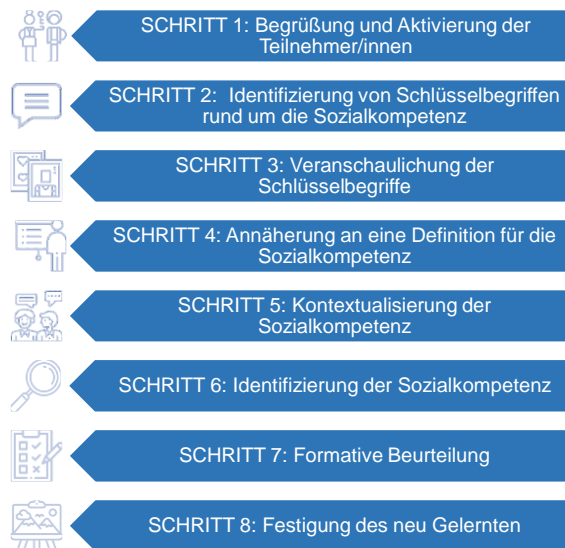 SCHRITT 1: Begrüßung und Aktivierung der
Teilnehmer/innen
SCHRITT 2:  Identifizierung von Schlüsselbegriffen
rund um die Sozialkompetenz
SCHRITT 3: Veranschaulichung der
Schlüsselbegriffe
SCHRITT 4: Annäherung an eine Definition für die
Sozialkompetenz
SCHRITT 5: Kontextualisierung der
Sozialkompetenz
SCHRITT 6: Identifizierung der Sozialkompetenz
SCHRITT 7: Formative Beurteilung
SCHRITT 8: Festigung des neu Gelernten